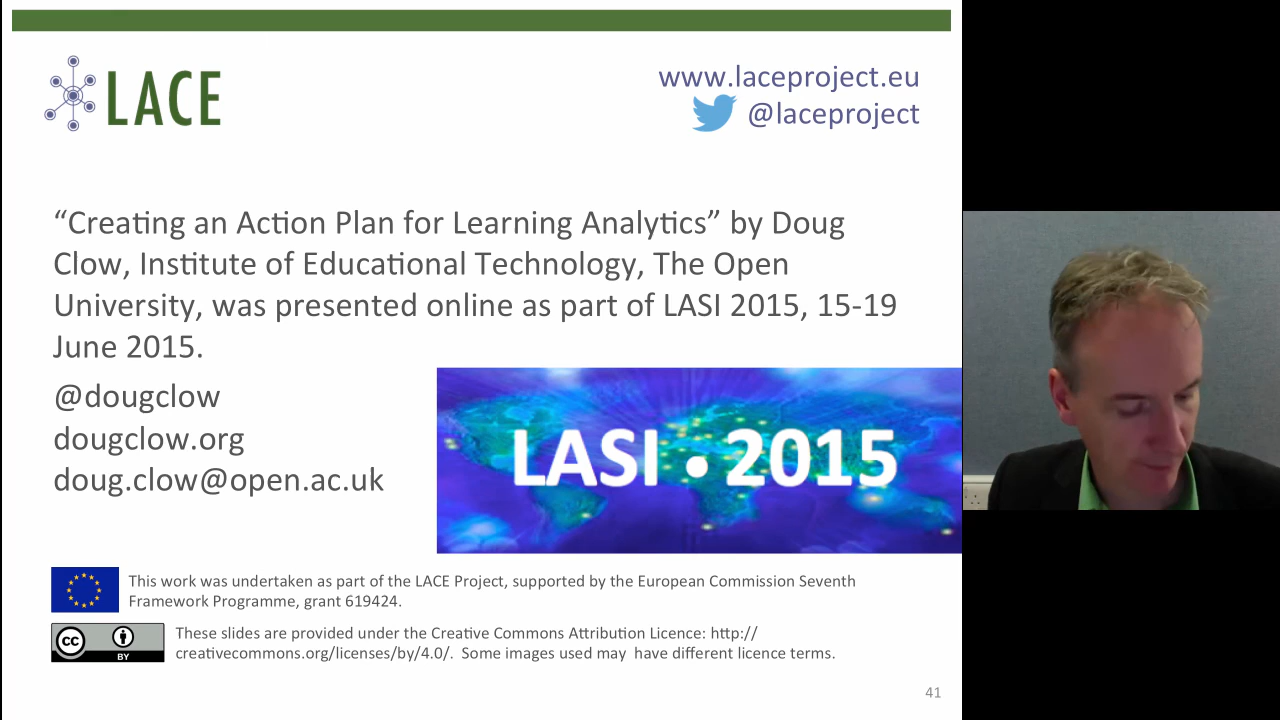 LACE
www.laceproject.eu
@laceproject
“Creating an Action Plan for Learning Analytics” by Doug
Clow, Institute of Educational Technology, The Open
University, was presented online as part of LASI 2015, 15-19
June 2015.
@dougclow
dougclow.org
doug.clow@open.ac.uk
LASI • 2015
This work was undertaken as part of the LACE Project, supported by the European Commission Seventh
Framework Programme, grant 619424.
cc
BY
These slides are provided under the Creative Commons Attribution Licence: http://
creativecommons.org/licenses/by/4.0/. Some images used may have different licence terms.
41